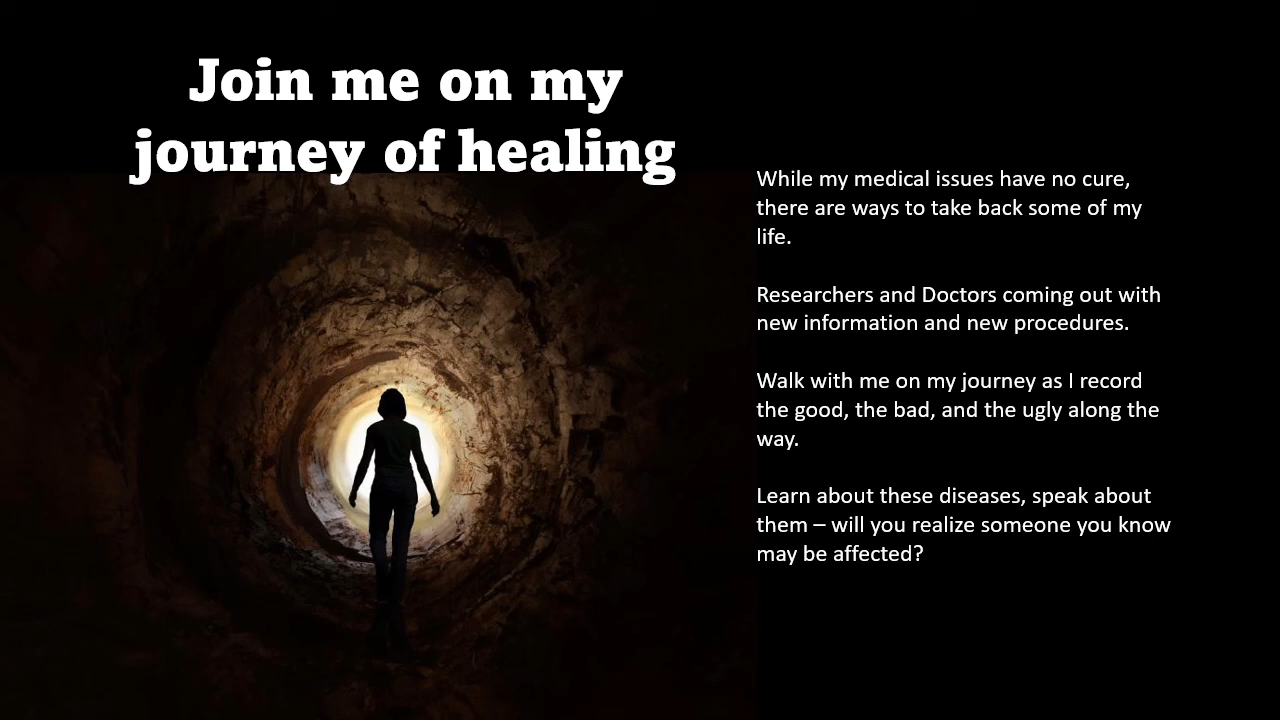 Join me on my
journey of healing
While my medical issues have no cure,
there are ways to take back some of my
life.
Researchers and Doctors coming out with
new information and new procedures.
Walk with me on my journey as I record
the good, the bad, and the ugly along the
way.
Learn about these diseases, speak about
them – will you realize someone you know
may be affected?